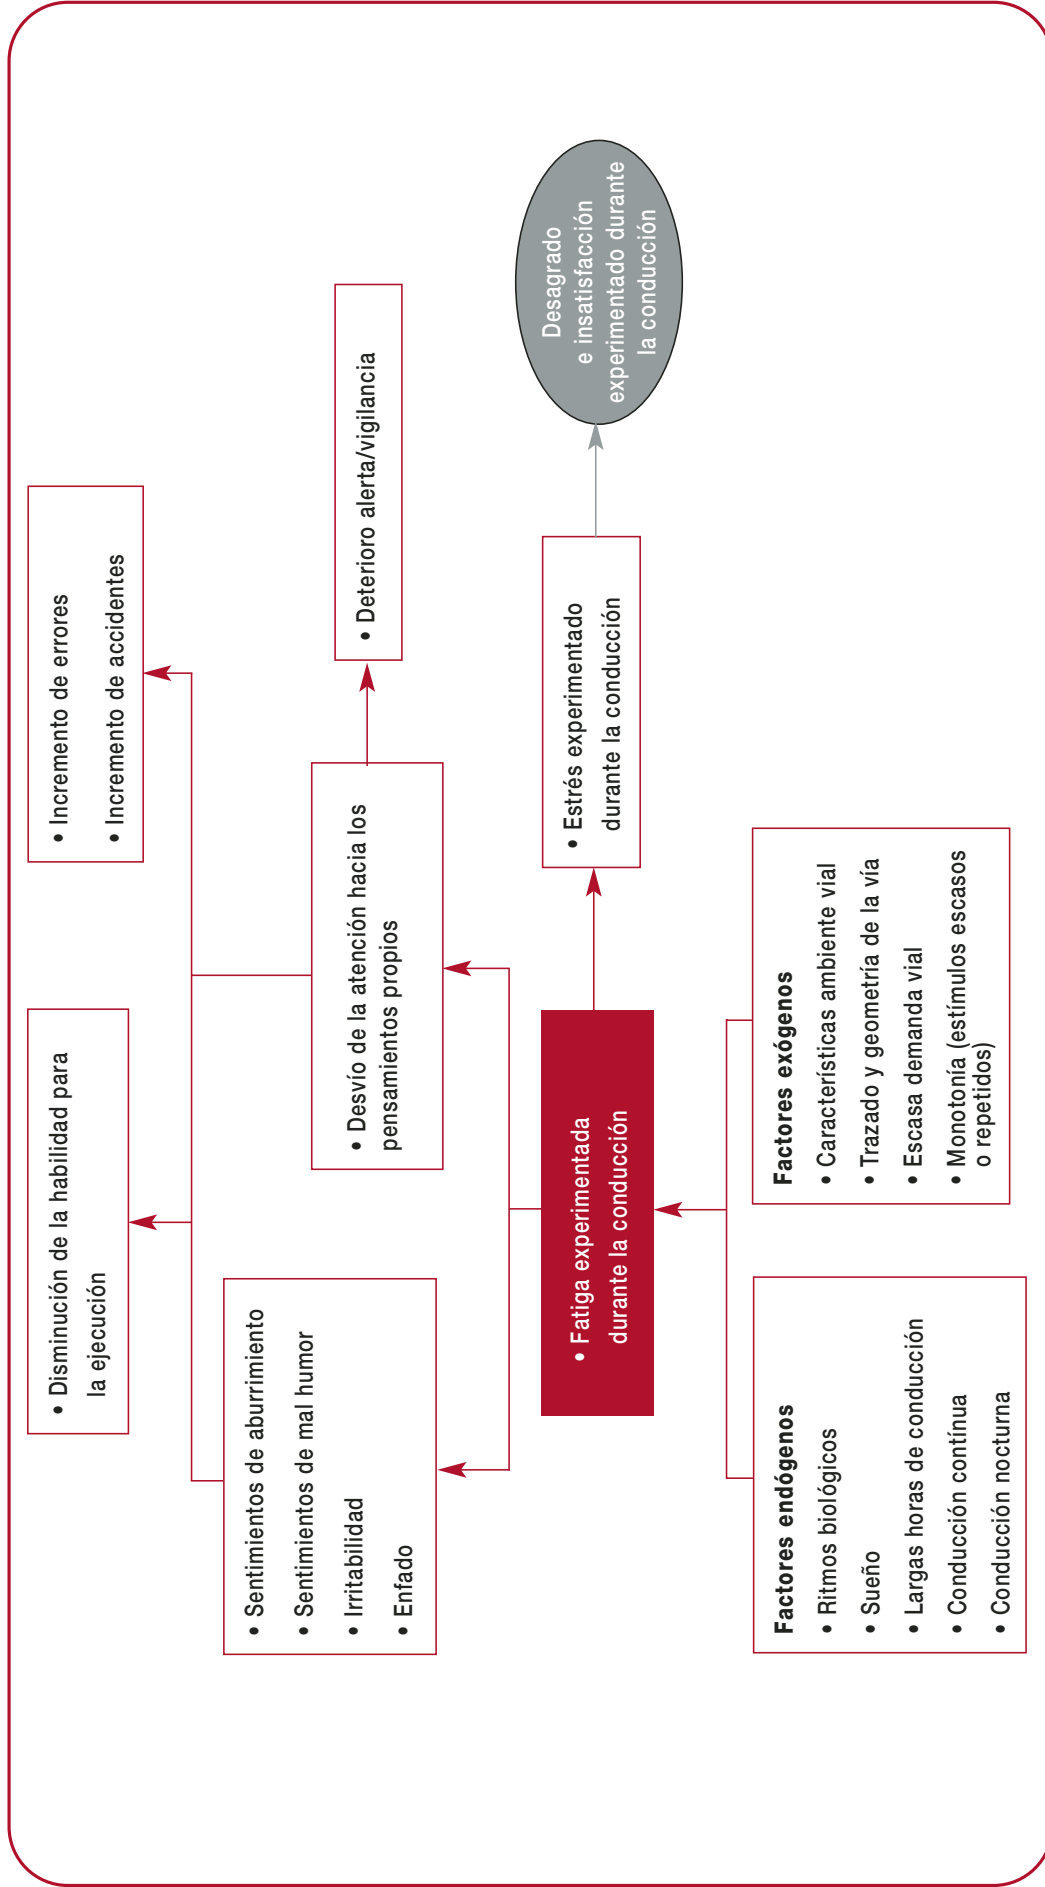 • Disminución de la habilidad para
la ejecución
• Incremento de errores
• Incremento de accidentes
• Sentimientos de aburrimiento
• Sentimientos de mal humor
• Irritabilidad
• Enfado
• Desvío de la atención hacia los
pensamientos propios
• Deterioro alerta/vigilancia
• Fatiga experimentada
durante la conducción
• Estrés experimentado
durante la conducción
Desagrado
e insatisfacción
experimentado durante
la conducción
Factores endógenos
• Ritmos biológicos
• Sueño
• Largas horas de conducción
• Conducción contínua
• Conducción nocturna
Factores exógenos
• Características ambiente vial
• Trazado y geometría de la vía
• Escasa demanda vial
• Monotonía (estímulos escasos
o repetidos)